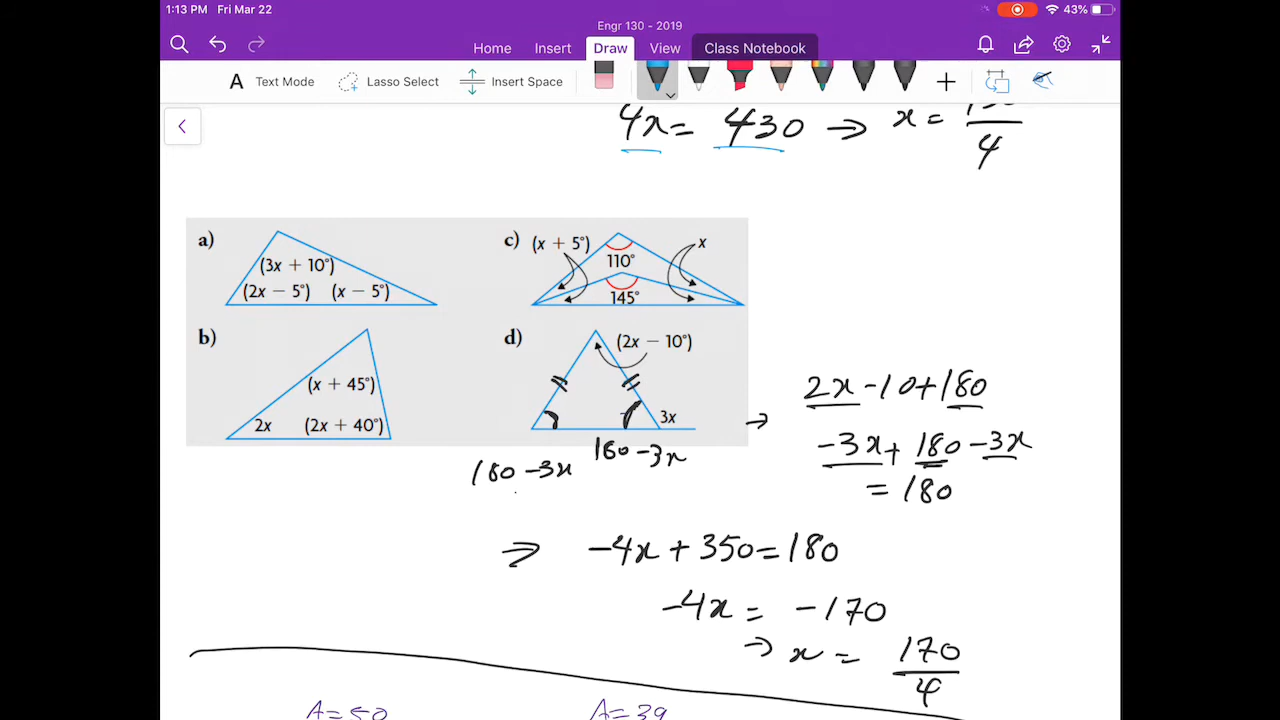 1:13 PM Fri Mar 22
43%
Engr 130 - 2019
Home Insert Draw View Class Notebook
A Text Mode Lasso Select Insert Space
4x = 430 ⇒ x =
4
a)
(3x + 10°)
(2x − 5°) (x − 5°)
c) (x + 5°) x
110°
145°
b)
(x + 45°)
2x (2x + 40°)
d) (2x − 10°)
3x
180 -3x
180 -3x
→ 2x -10+180
-3x + 180 -3x
= 180
⇒ -4x + 350 = 180
-4x = -170
→ x = 170
4
A=50 A=39